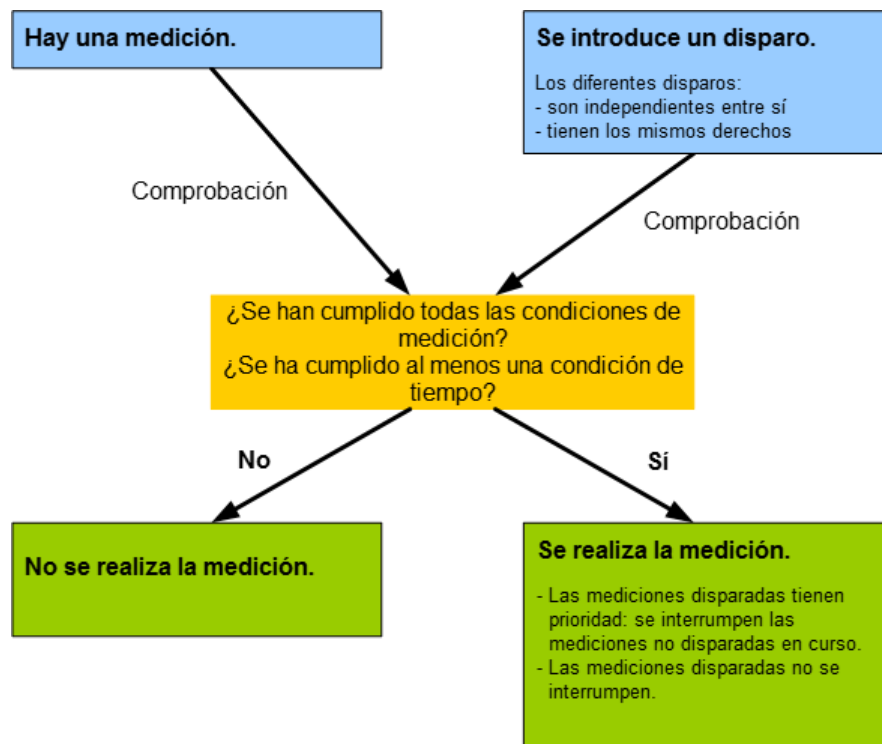 Hay una medición.
Se introduce un disparo.
Los diferentes disparos:
- son independientes entre sí
- tienen los mismos derechos
Comprobación
Comprobación
¿Se han cumplido todas las condiciones de
medición?
¿Se ha cumplido al menos una condición de
tiempo?
No
Sí
No se realiza la medición.
Se realiza la medición.
- Las mediciones disparadas tienen
prioridad: se interrumpen las
mediciones no disparadas en curso.
- Las mediciones disparadas no se
interrumpen.